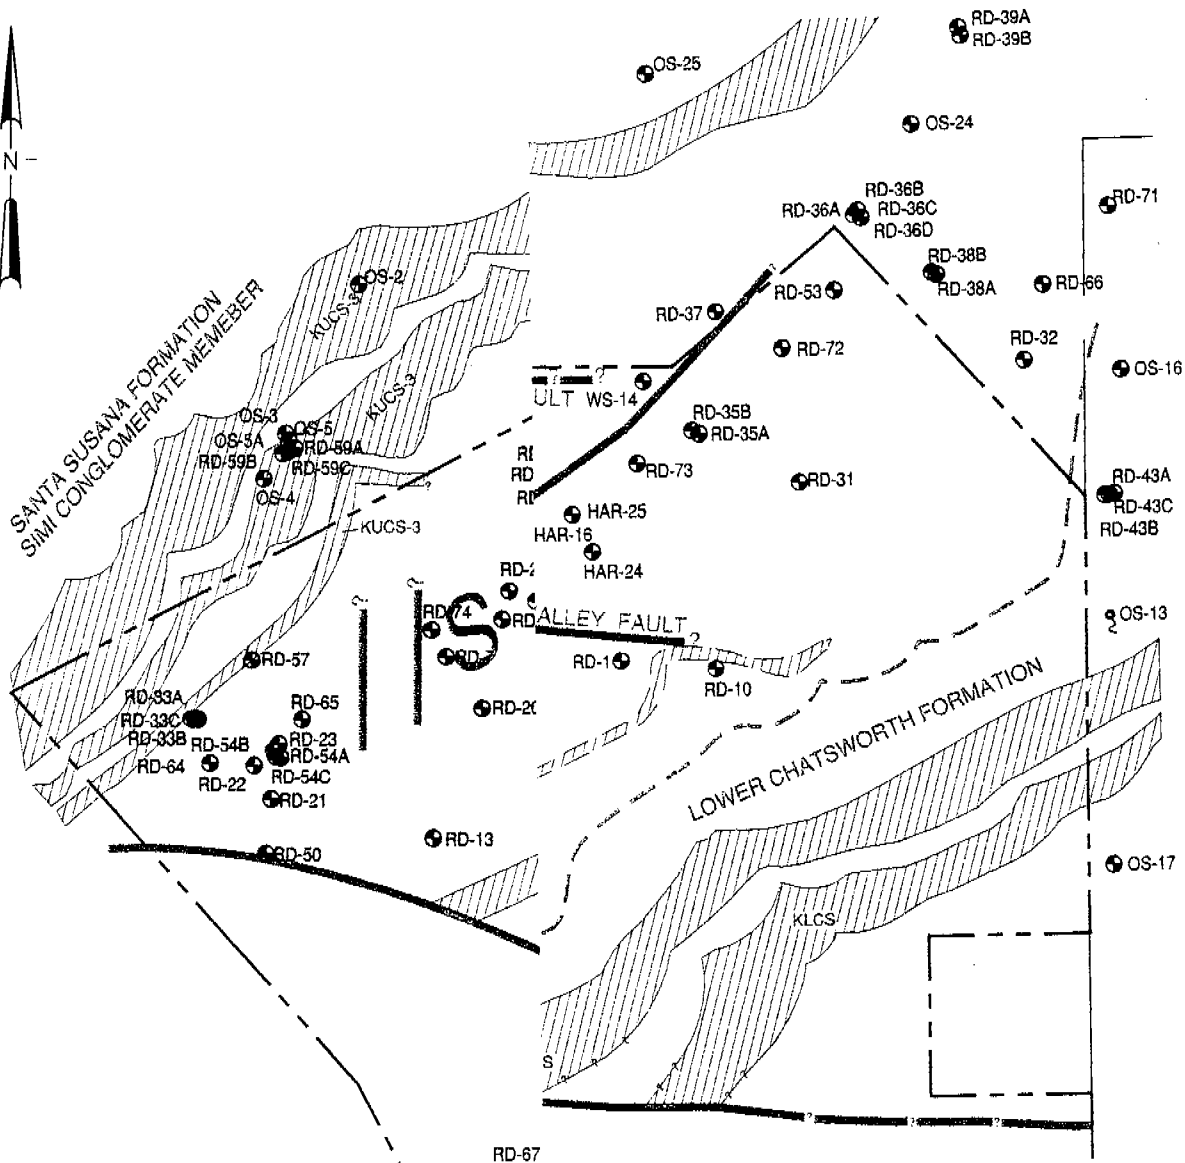 RD-39A
RD-39B
OS-25
OS-24
N
RD-36B
RD-36A
RD-36C
RD-36D
RD-71
RD-38B
RD-38A
OS-2
RD-53
RD-66
KUCS-3
SANTA SUSANA FORMATION
SIMI CONGLOMERATE MEMEBER
RD-37
?
RD-72
RD-32
OS-16
KUCS-3
? ?
ULT WS-14
OS-3
OS-5
OS-5A
RD-59A
RD-59B
RD-59C
OS-4
RD-35B
RD-35A
RD-73
RD-31
RD-43A
RD-43C
RD-43B
?
KUCS-3
HAR-25
HAR-16
HAR-24
? ?
RD-74
S
ALLEY FAULT ?
OS-13
RD-57
RD-1
RD-10
?
LOWER CHATSWORTH FORMATION
RD-33A
RD-33C
RD-33B
RD-65
RD-20
RD-23
RD-54B
RD-54A
RD-64
RD-54C
RD-22
RD-21
RD-13
RD-50
OS-17
KLCS
S
? ? ?
RD-67